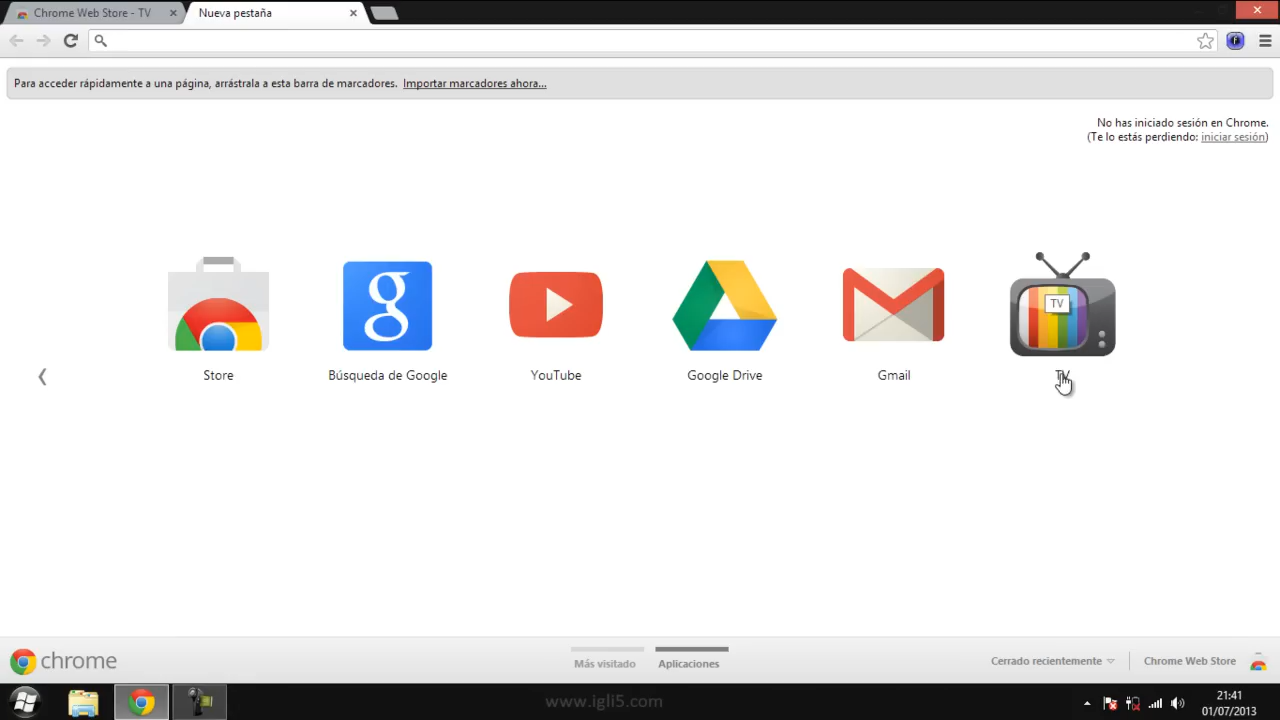 Chrome Web Store - TV
Nueva pestaña
Para acceder rápidamente a una página, arrástrala a esta barra de marcadores. Importar marcadores ahora...
No has iniciado sesión en Chrome.
(Te lo estás perdiendo: iniciar sesión)
TV
Store
Búsqueda de Google
YouTube
Google Drive
Gmail
TV
chrome
Más visitado
Aplicaciones
Cerrado recientemente
Chrome Web Store
www.igli5.com
21:41
01/07/2013